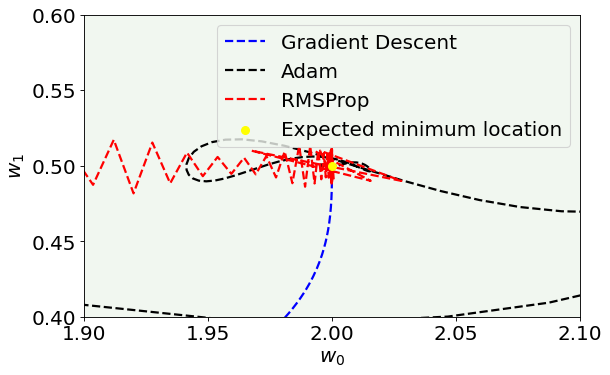 0.60
0.55
0.50
0.45
0.40
w1
Gradient Descent
Adam
RMSProp
Expected minimum location
1.90 1.95 2.00 2.05 2.10
w0